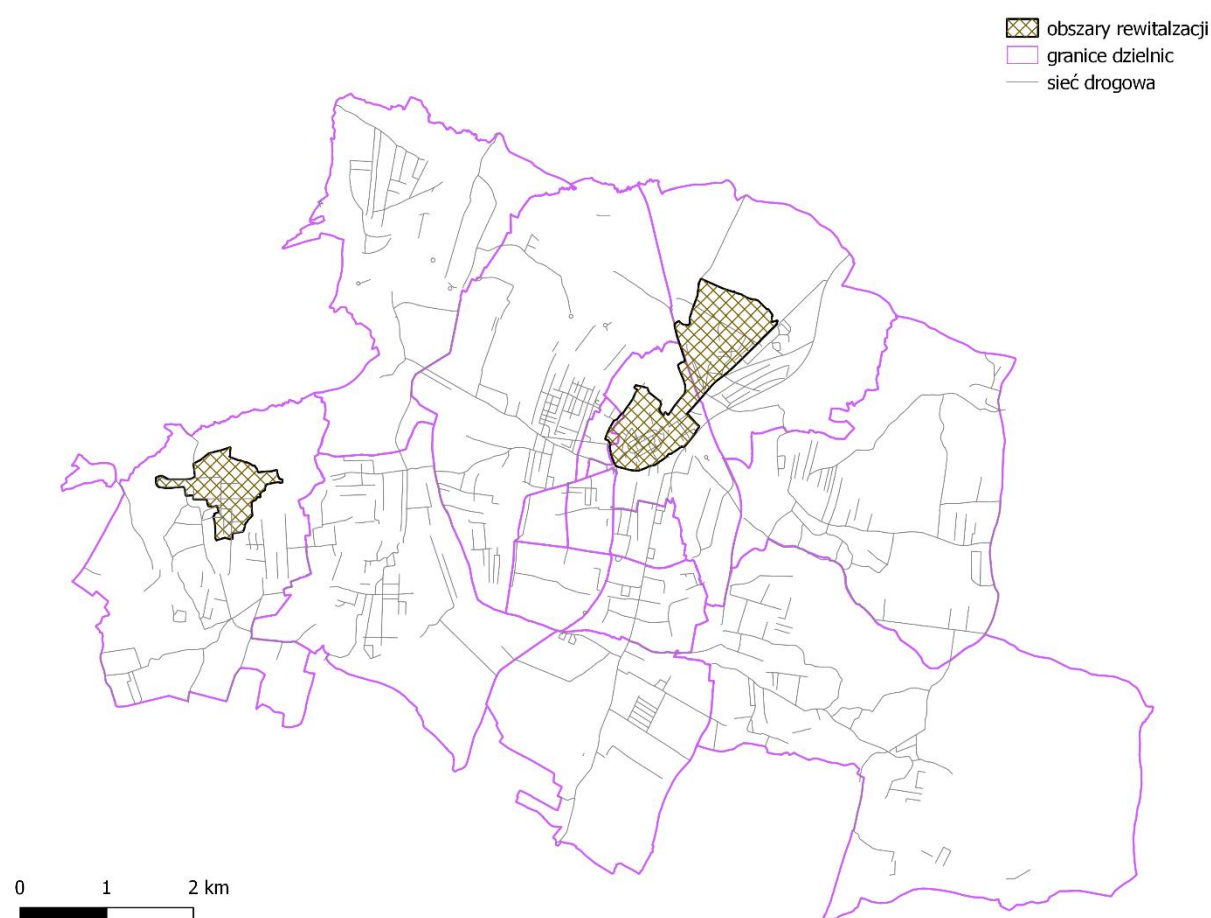 obszary rewitalzacji
granice dzielnic
sieć drogowa
0 1 2 km